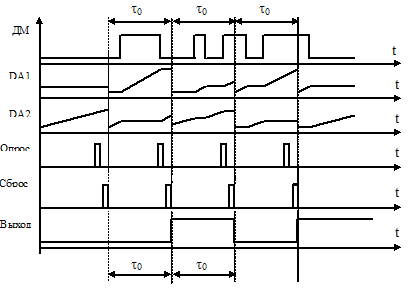 τ0 τ0 τ0
ДМ
t
DA1
t
DA2
t
Опрос
t
Сброс
t
Выход
t
τ0 τ0